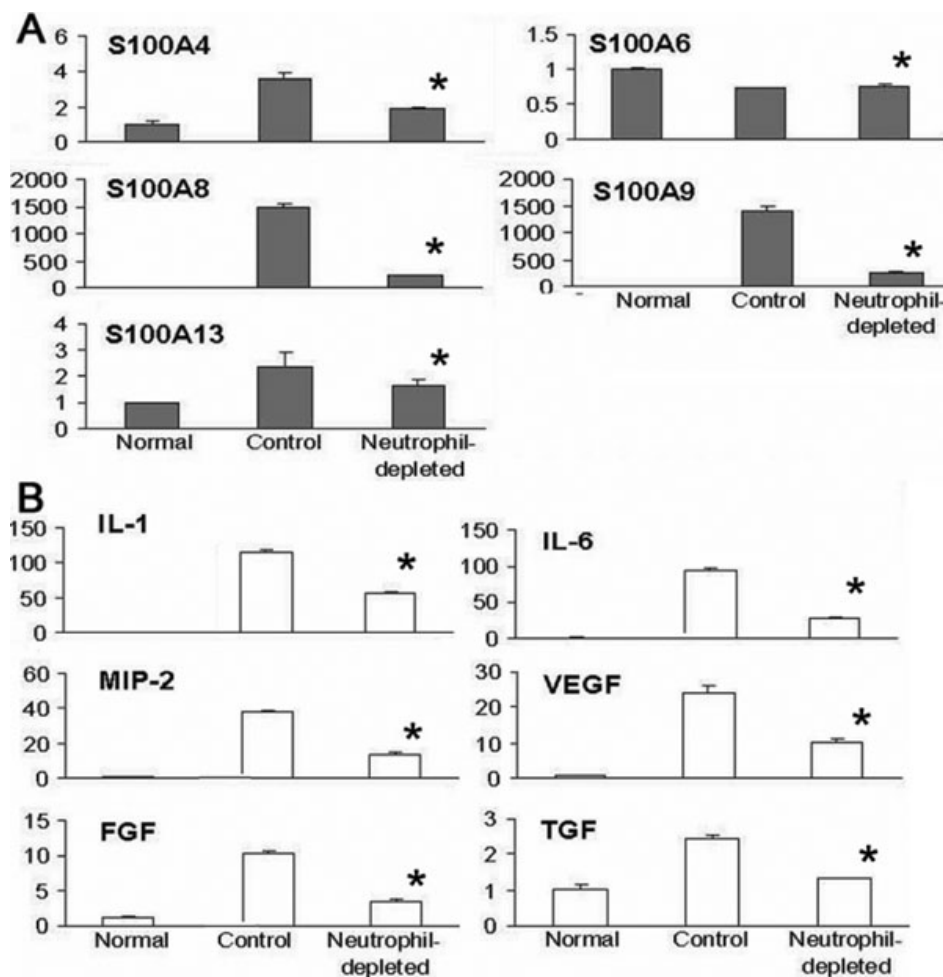 A
S100A4
6
4
2
0
S100A6
1.5
1
0.5
0
*
*
S100A8
2000
1500
1000
500
0
*
S100A9
2000
1500
1000
500
0
*
Normal Control Neutrophil-
depleted
S100A13
4
3
2
1
0
*
Normal Control Neutrophil-
depleted
B
IL-1
150
100
50
0
*
IL-6
150
100
50
0
*
MIP-2
60
40
20
0
*
VEGF
30
20
10
0
*
FGF
15
10
5
0
*
Normal Control Neutrophil-
depleted
TGF
3
2
1
0
*
Normal Control Neutrophil-
depleted